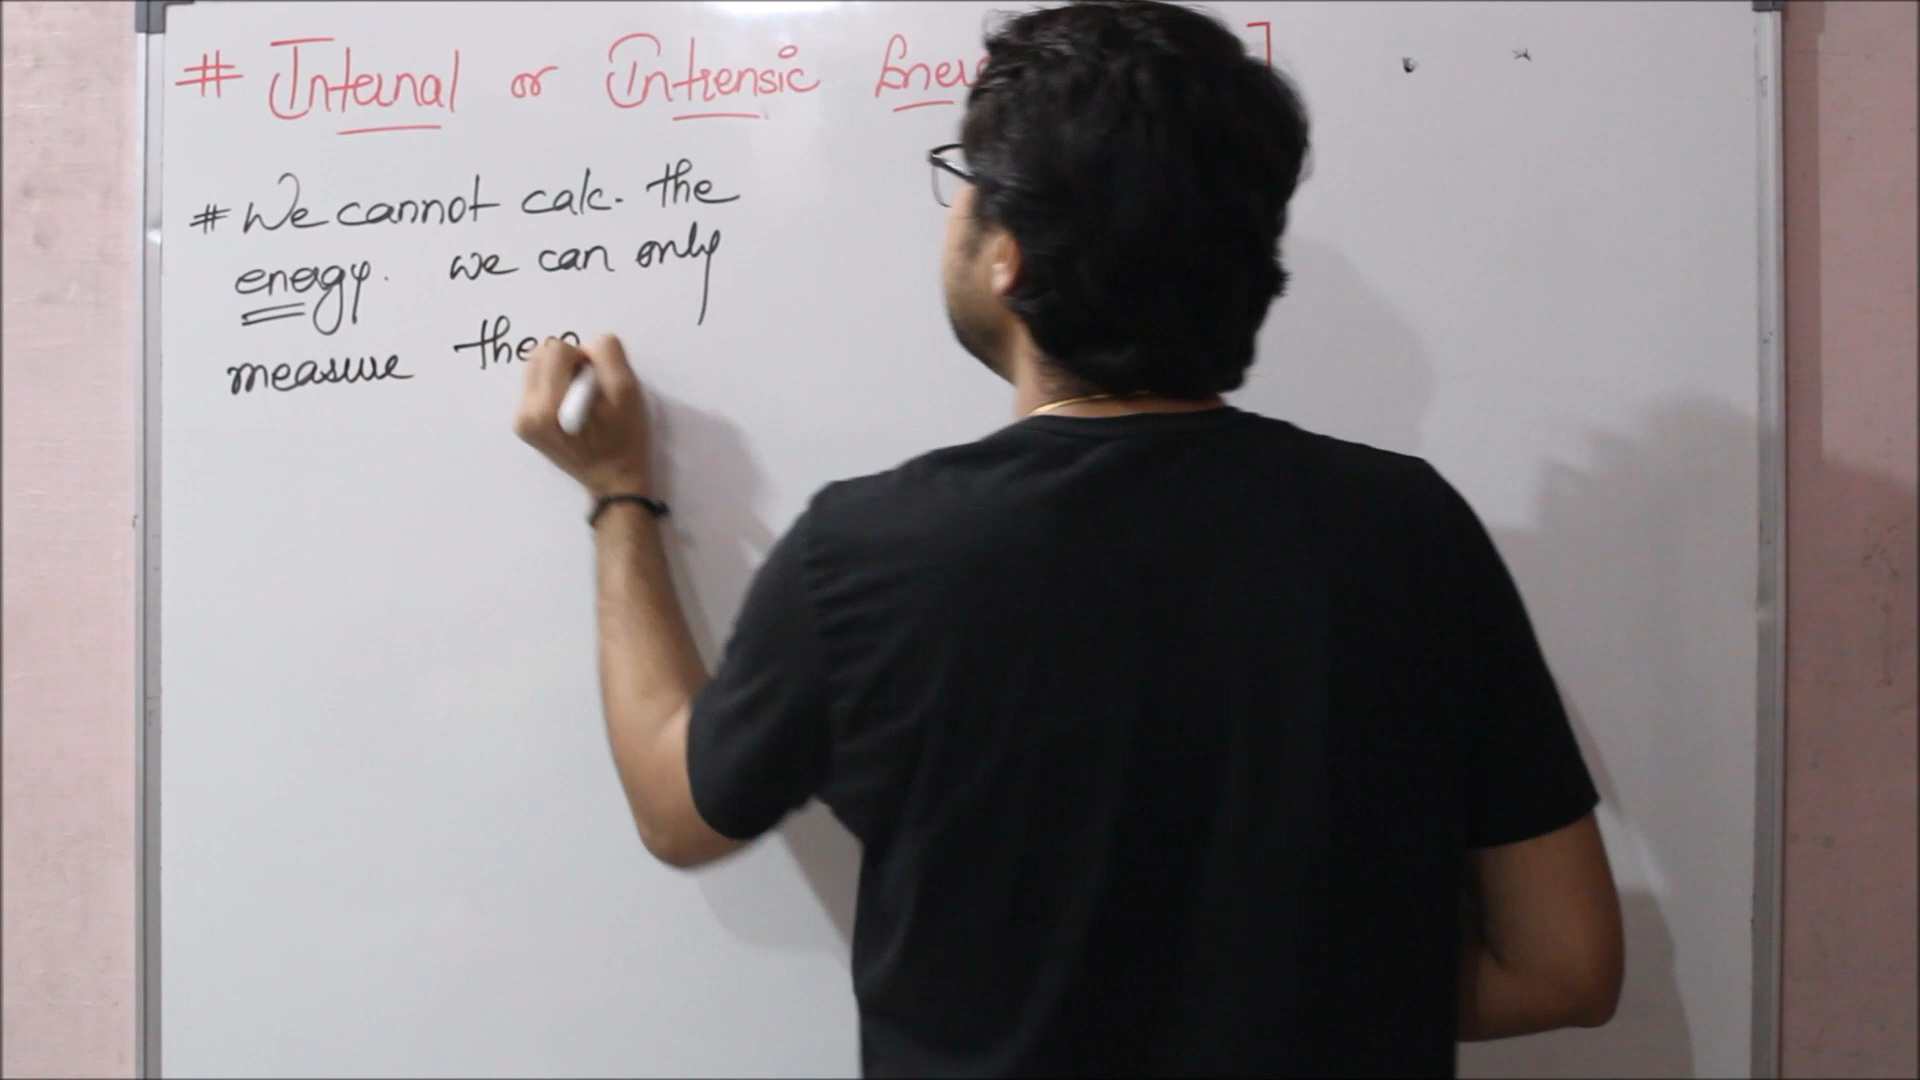 # Internal or Intrensic Ener ]
# We cannot calc. the
energy. we can only
measure them